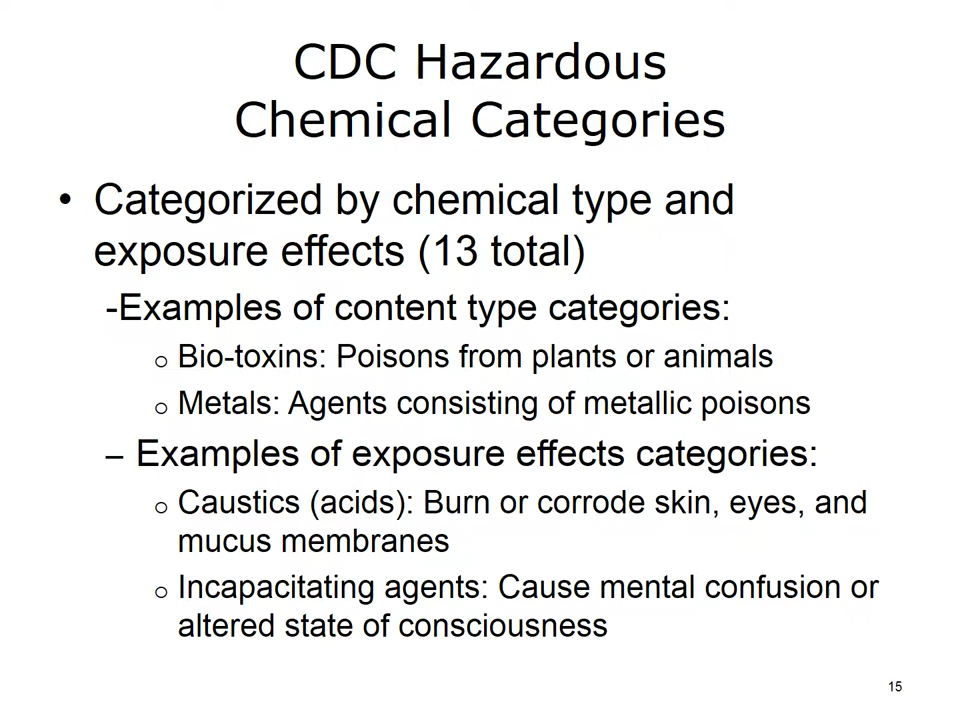 CDC Hazardous
Chemical Categories
• Categorized by chemical type and
exposure effects (13 total)
-Examples of content type categories:
o Bio-toxins: Poisons from plants or animals
o Metals: Agents consisting of metallic poisons
– Examples of exposure effects categories:
o Caustics (acids): Burn or corrode skin, eyes, and
mucus membranes
o Incapacitating agents: Cause mental confusion or
altered state of consciousness
15